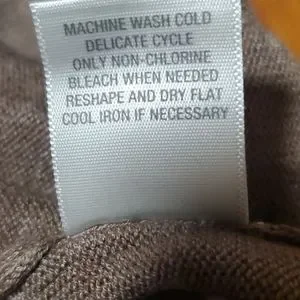 MACHINE WASH COLD
DELICATE CYCLE
ONLY NON-CHLORINE
BLEACH WHEN NEEDED
RESHAPE AND DRY FLAT
COOL IRON IF NECESSARY